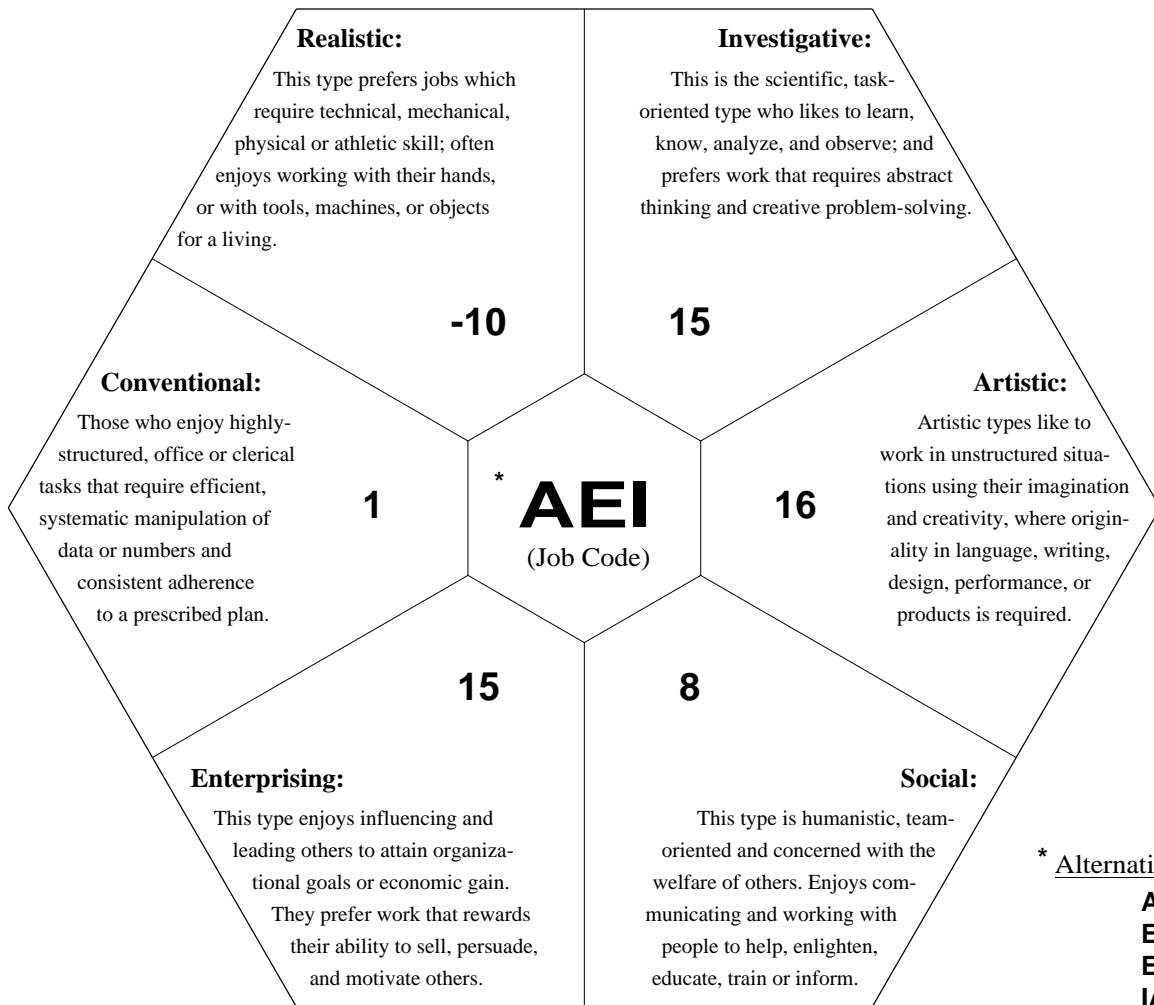 Realistic:
This type prefers jobs which
require technical, mechanical,
physical or athletic skill; often
enjoys working with their hands,
or with tools, machines, or objects
for a living.
-10
Investigative:
This is the scientific, task-
oriented type who likes to learn,
know, analyze, and observe; and
prefers work that requires abstract
thinking and creative problem-solving.
15
Conventional:
Those who enjoy highly-
structured, office or clerical
tasks that require efficient,
systematic manipulation of
data or numbers and
consistent adherence
to a prescribed plan.
1
* AEI
(Job Code)
Artistic:
Artistic types like to
work in unstructured situa-
tions using their imagination
and creativity, where origin-
ality in language, writing,
design, performance, or
products is required.
16
15
Enterprising:
This type enjoys influencing and
leading others to attain organiza-
tional goals or economic gain.
They prefer work that rewards
their ability to sell, persuade,
and motivate others.
8
Social:
This type is humanistic, team-
oriented and concerned with the
welfare of others. Enjoys com-
municating and working with
people to help, enlighten,
educate, train or inform.
*